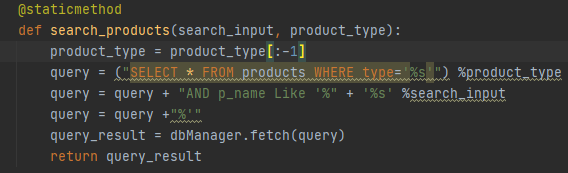 @staticmethod
def search_products(search_input, product_type):
product_type = product_type[:-1]
query = ("SELECT * FROM products WHERE type='%s'") %product_type
query = query + "AND p_name Like '%" + '%s' %search_input
query = query +"%'"
query_result = dbManager.fetch(query)
return query_result